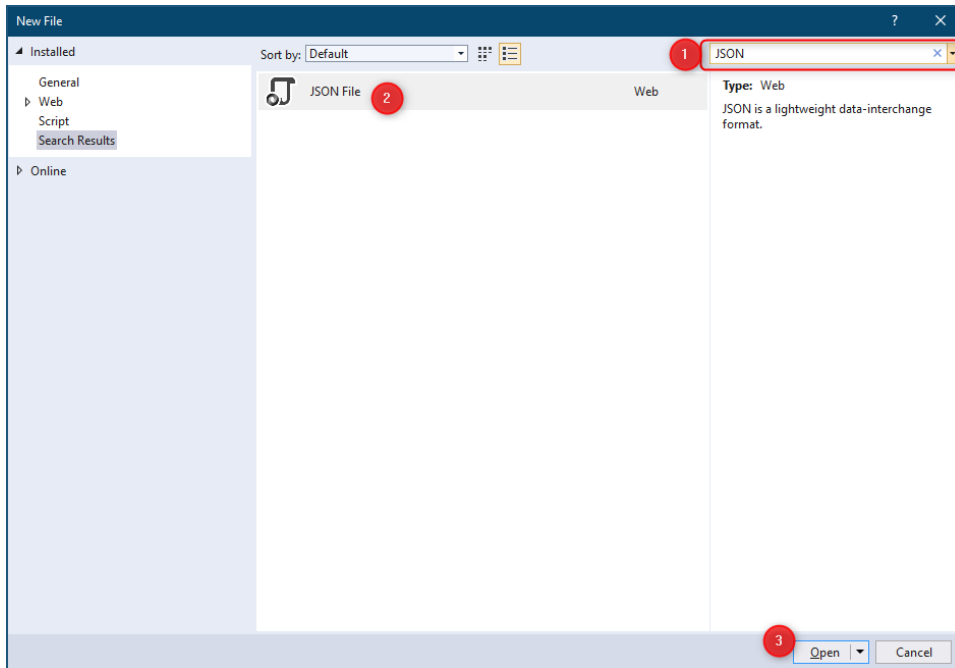 New File
?
Installed
General
Web
Script
Search Results
Online
Sort by: Default
1
JSON
JSON File
2
Web
Type: Web
JSON is a lightweight data-interchange
format.
3
Open
Cancel